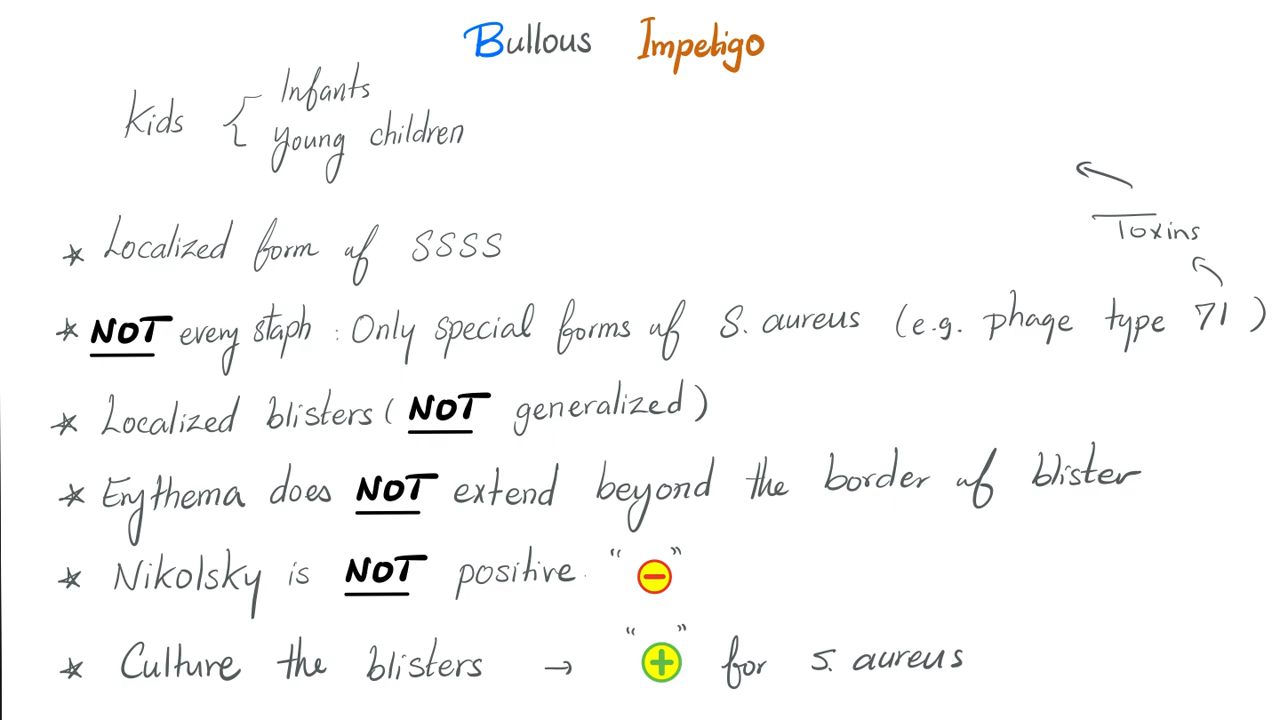 Bullous Impetigo
Kids { Infants
young children
Toxins
* Localized form of SSSS
* NOT every staph : Only special forms of S. aureus (e.g. phage type 71)
* Localized blisters (NOT generalized)
* Erythema does NOT extend beyond the border of blister
* Nikolsky is NOT positive. "−"
* Culture the blisters → "+" for S. aureus